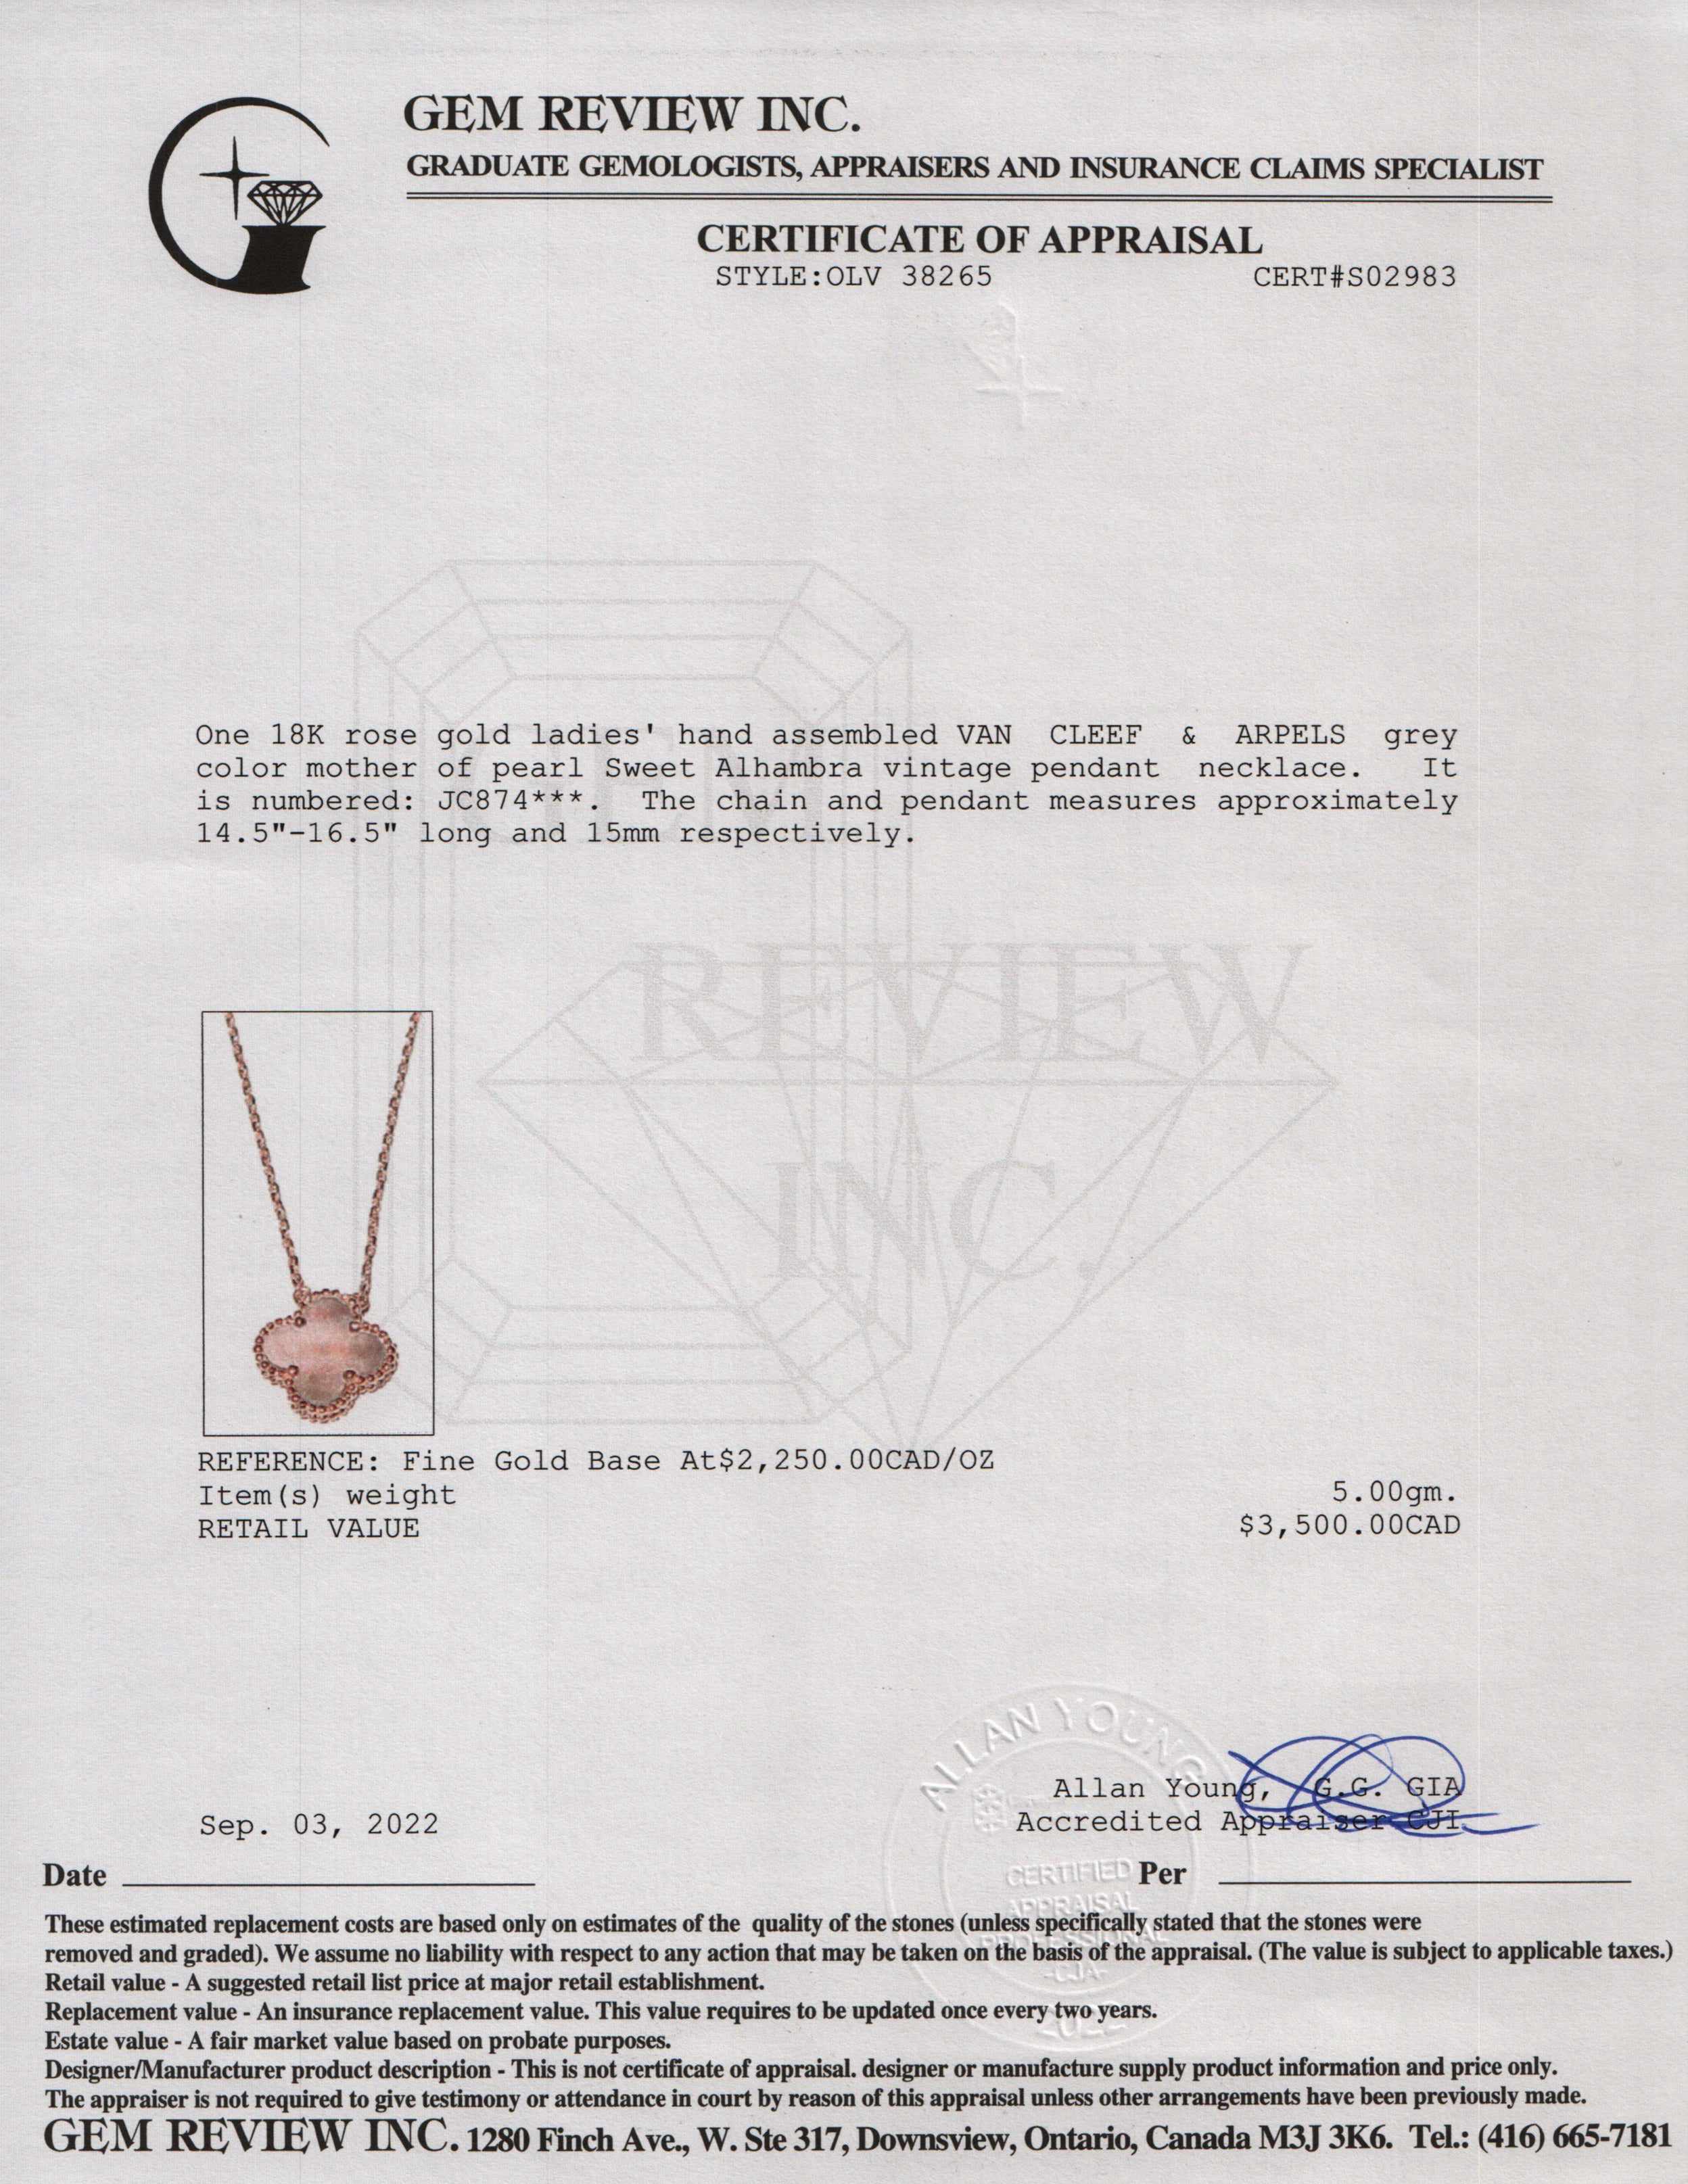 GEM REVIEW INC.
GRADUATE GEMOLOGISTS, APPRAISERS AND INSURANCE CLAIMS SPECIALIST
CERTIFICATE OF APPRAISAL
STYLE:OLV 38265 CERT#S02983
One 18K rose gold ladies' hand assembled VAN CLEEF & ARPELS grey
color mother of pearl Sweet Alhambra vintage pendant necklace. It
is numbered: JC874***. The chain and pendant measures approximately
14.5"-16.5" long and 15mm respectively.
REVIEW
INC.
REFERENCE: Fine Gold Base At$2,250.00CAD/OZ
Item(s) weight 5.00gm.
RETAIL VALUE $3,500.00CAD
ALLAN YOUNG
Allan Young, G.G. GIA
Sep. 03, 2022 Accredited Appraiser CJI
CERTIFIED
APPRAISAL
PROFESSIONAL
-CJA-
Date Per
These estimated replacement costs are based only on estimates of the quality of the stones (unless specifically stated that the stones were
removed and graded). We assume no liability with respect to any action that may be taken on the basis of the appraisal. (The value is subject to applicable taxes.)
Retail value - A suggested retail list price at major retail establishment.
Replacement value - An insurance replacement value. This value requires to be updated once every two years.
Estate value - A fair market value based on probate purposes.
Designer/Manufacturer product description - This is not certificate of appraisal. designer or manufacture supply product information and price only.
The appraiser is not required to give testimony or attendance in court by reason of this appraisal unless other arrangements have been previously made.
GEM REVIEW INC. 1280 Finch Ave., W. Ste 317, Downsview, Ontario, Canada M3J 3K6. Tel.: (416) 665-7181